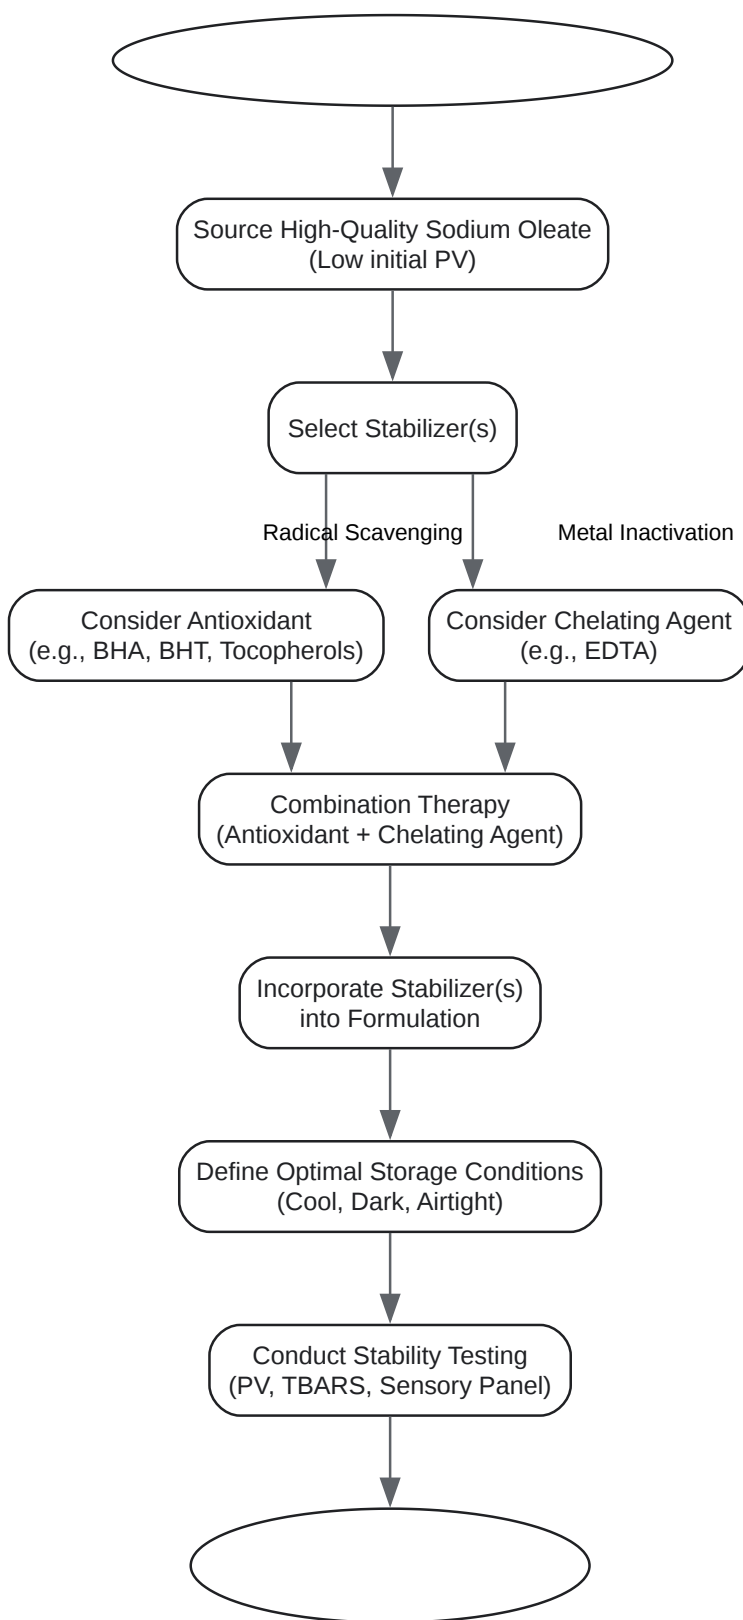 Source High-Quality Sodium Oleate
(Low initial PV)
Select Stabilizer(s)
Radical Scavenging
Metal Inactivation
Consider Antioxidant
(e.g., BHA, BHT, Tocopherols)
Consider Chelating Agent
(e.g., EDTA)
Combination Therapy
(Antioxidant + Chelating Agent)
Incorporate Stabilizer(s)
into Formulation
Define Optimal Storage Conditions
(Cool, Dark, Airtight)
Conduct Stability Testing
(PV, TBARS, Sensory Panel)